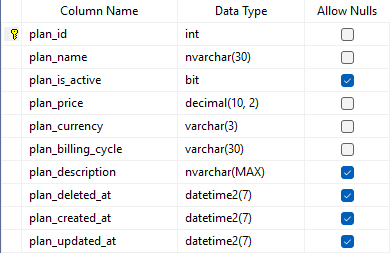 Column Name Data Type Allow Nulls
plan_id int
plan_name nvarchar(30)
plan_is_active bit
plan_price decimal(10, 2)
plan_currency varchar(3)
plan_billing_cycle varchar(30)
plan_description nvarchar(MAX)
plan_deleted_at datetime2(7)
plan_created_at datetime2(7)
plan_updated_at datetime2(7)